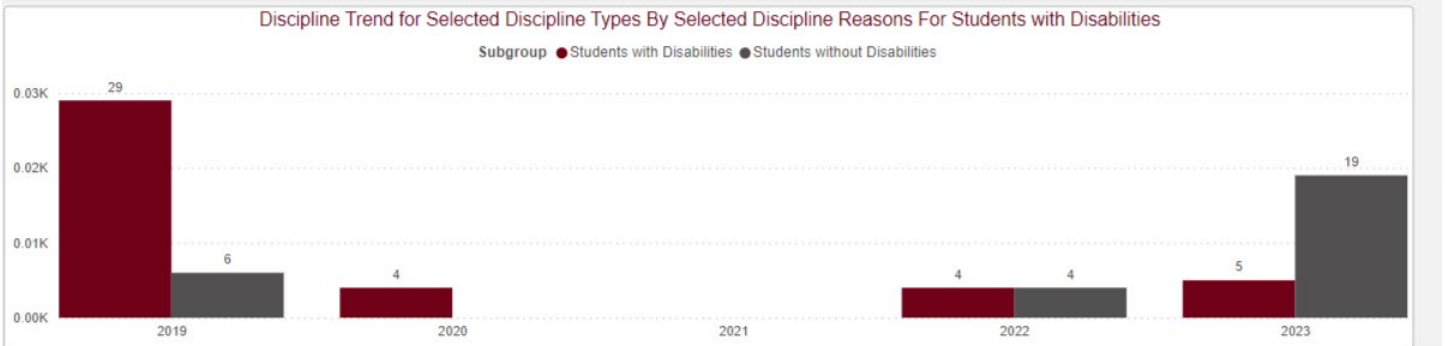 Discipline Trend for Selected Discipline Types By Selected Discipline Reasons For Students with Disabilities
Subgroup Students with Disabilities Students without Disabilities
0.03K
0.02K
0.01K
0.00K
29
6
4
4
4
5
19
2019
2020
2021
2022
2023